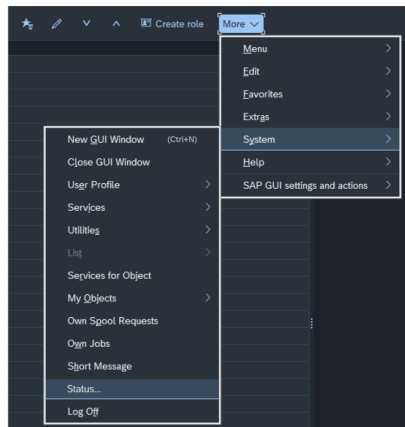 Create role
More
Menu
Edit
Favorites
Extras
System
Help
SAP GUI settings and actions
New GUI Window (Ctrl+N)
Close GUI Window
User Profile
Services
Utilities
List
Services for Object
My Objects
Own Spool Requests
Own Jobs
Short Message
Status...
Log Off